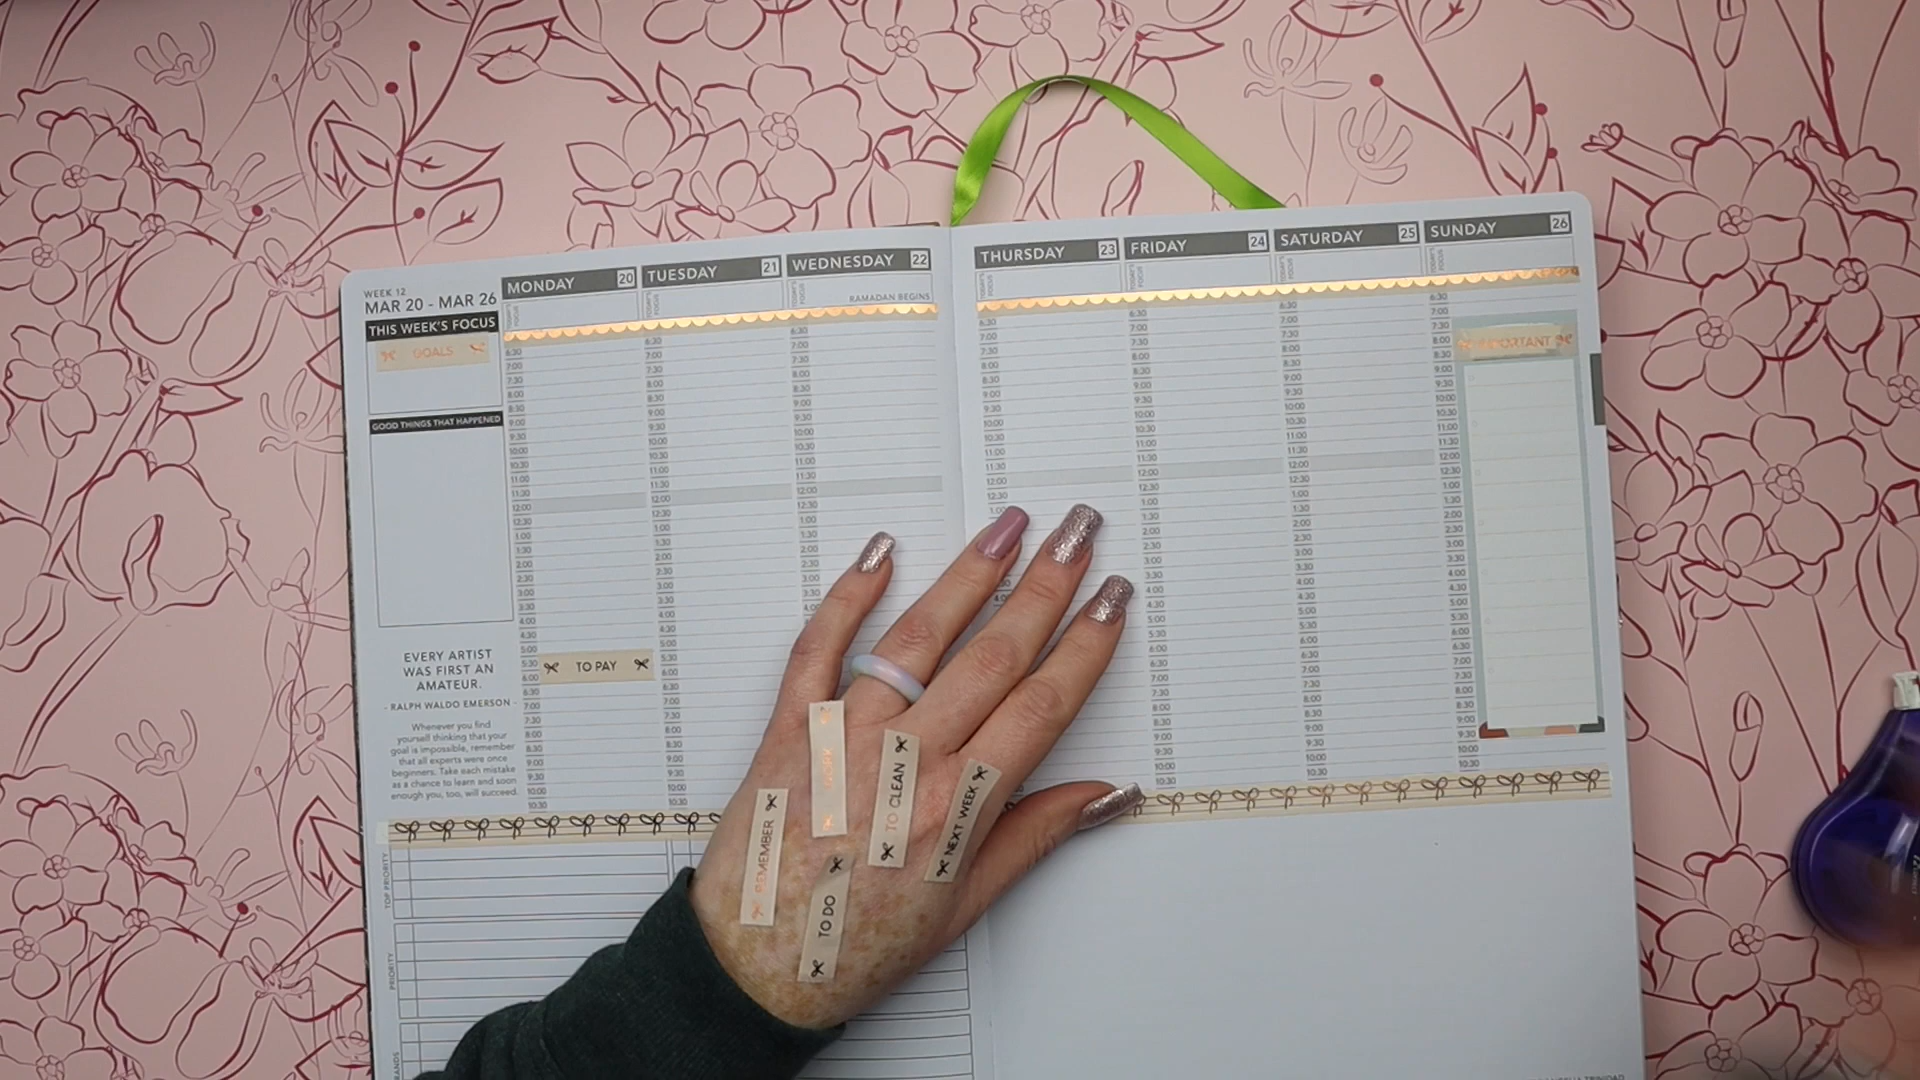 WEEK 12
MAR 20 - MAR 26
THIS WEEK'S FOCUS
GOALS
GOOD THINGS THAT HAPPENED
EVERY ARTIST
WAS FIRST AN
AMATEUR.
- RALPH WALDO EMERSON -
Whenever you find
yourself thinking that your
goal is impossible, remember
that all experts were once
beginners. Take each mistake
as a chance to learn and soon
enough you, too, will succeed.
MONDAY 20
TUESDAY 21
WEDNESDAY 22
RAMADAN BEGINS
THURSDAY 23
FRIDAY 24
SATURDAY 25
SUNDAY 26
TODAY'S FOCUS
6:30
7:00
7:30
8:00
8:30
9:00
9:30
10:00
10:30
11:00
11:30
12:00
12:30
1:00
1:30
2:00
2:30
3:00
3:30
4:00
4:30
5:00
5:30
6:00
6:30
7:00
7:30
8:00
8:30
9:00
9:30
10:00
10:30
TO PAY
IMPORTANT
REMEMBER
WORK
TO DO
TO CLEAN
NEXT WEEK
TOP PRIORITY
PRIORITY